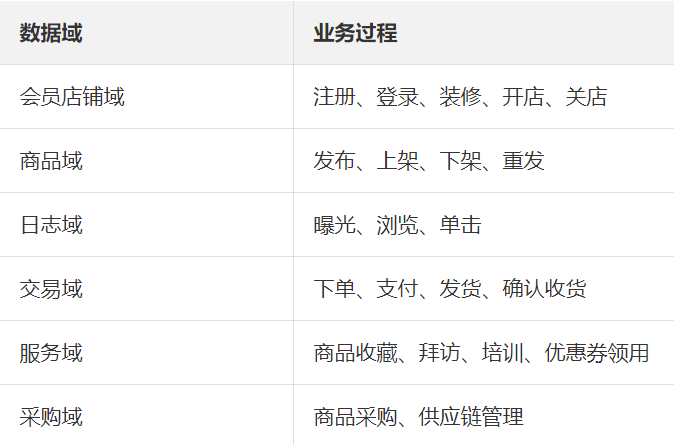 数据域 业务过程
会员店铺域 注册、登录、装修、开店、关店
商品域 发布、上架、下架、重发
日志域 曝光、浏览、单击
交易域 下单、支付、发货、确认收货
服务域 商品收藏、拜访、培训、优惠券领用
采购域 商品采购、供应链管理